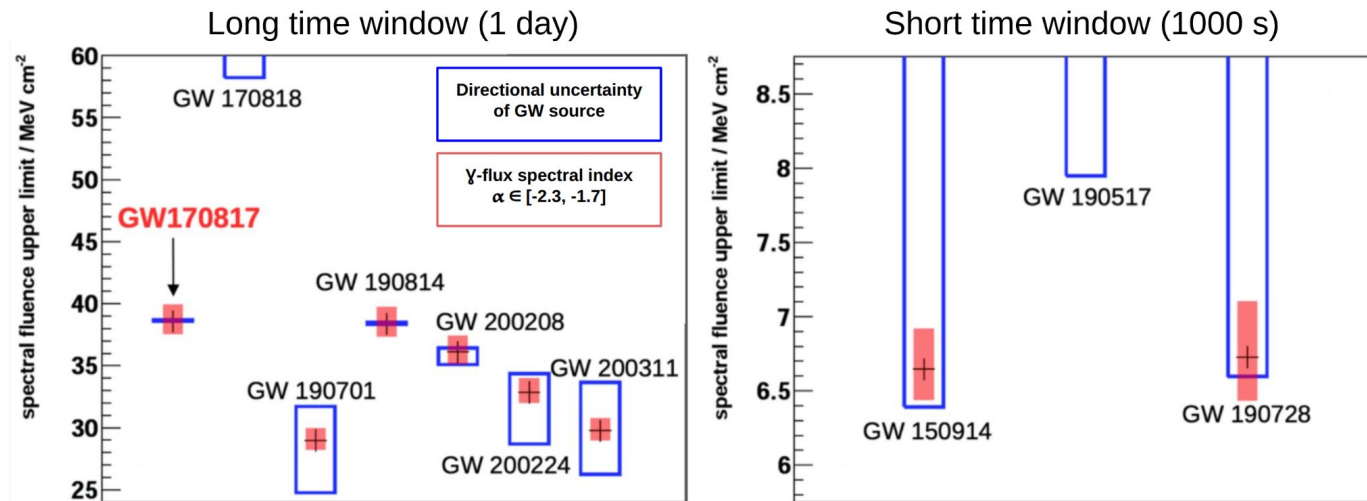 Long time window (1 day)
spectral fluence upper limit / MeV cm⁻²
60
55
50
45
40
35
30
25
GW 170818
Directional uncertainty
of GW source
Ɣ-flux spectral index
α ∈ [-2.3, -1.7]
GW170817
GW 190814
GW 200208
GW 190701
GW 200311
GW 200224
Short time window (1000 s)
spectral fluence upper limit / MeV cm⁻²
8.5
8
7.5
7
6.5
6
GW 190517
GW 150914
GW 190728